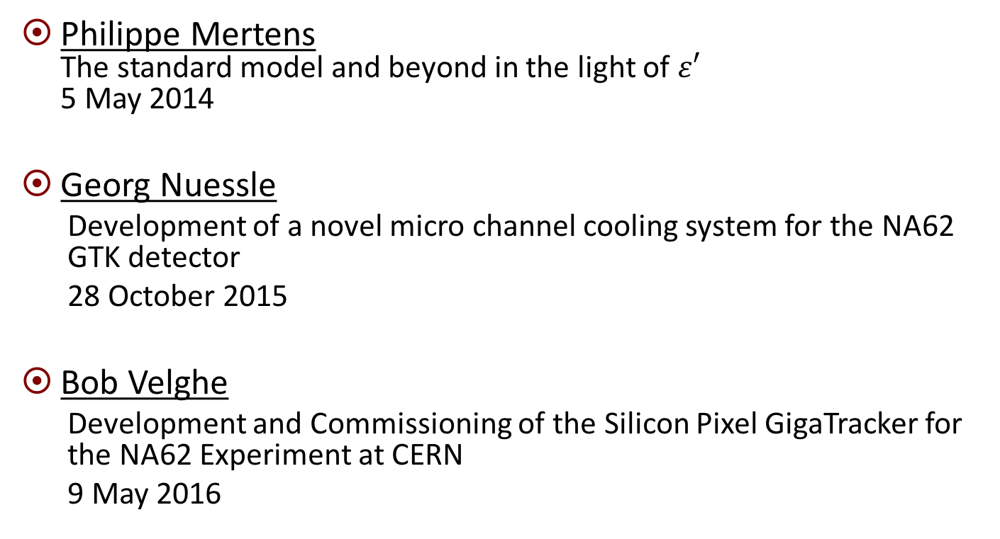 Philippe Mertens
The standard model and beyond in the light of ε′
5 May 2014
Georg Nuessle
Development of a novel micro channel cooling system for the NA62
GTK detector
28 October 2015
Bob Velghe
Development and Commissioning of the Silicon Pixel GigaTracker for
the NA62 Experiment at CERN
9 May 2016